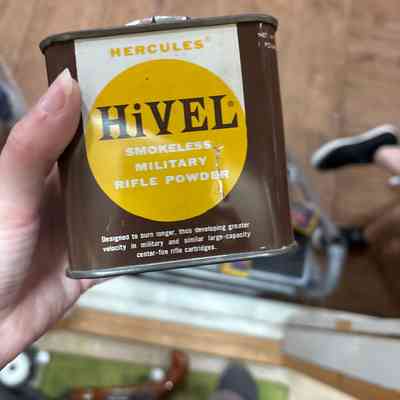 HERCULES®
HiVEL®
SMOKELESS
MILITARY
RIFLE POWDER
Designed to burn longer, thus developing greater
velocity in military and similar large-capacity
center-fire rifle cartridges.